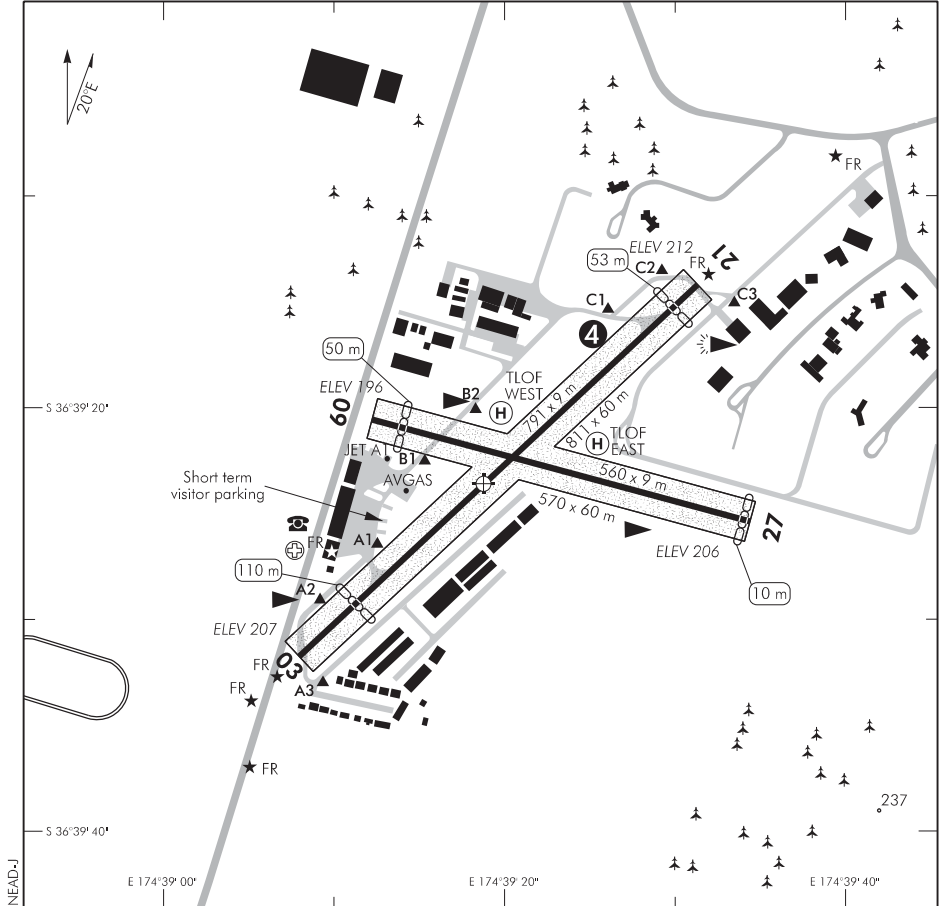 20°E
FR
ELEV 212
21
53 m
C2
FR
C1
C3
4
50 m
TLOF
WEST
ELEV 196
B2
H
791 x 9 m
811 x 60 m
S 36°39' 20"
09
H
TLOF
EAST
JET A1
B1
AVGAS
560 x 9 m
Short term
visitor parking
570 x 60 m
27
FR
A1
ELEV 206
110 m
A2
10 m
ELEV 207
03
FR
FR
A3
FR
237
S 36°39' 40"
NEAD-J
E 174°39' 00"
E 174°39' 20"
E 174°39' 40"